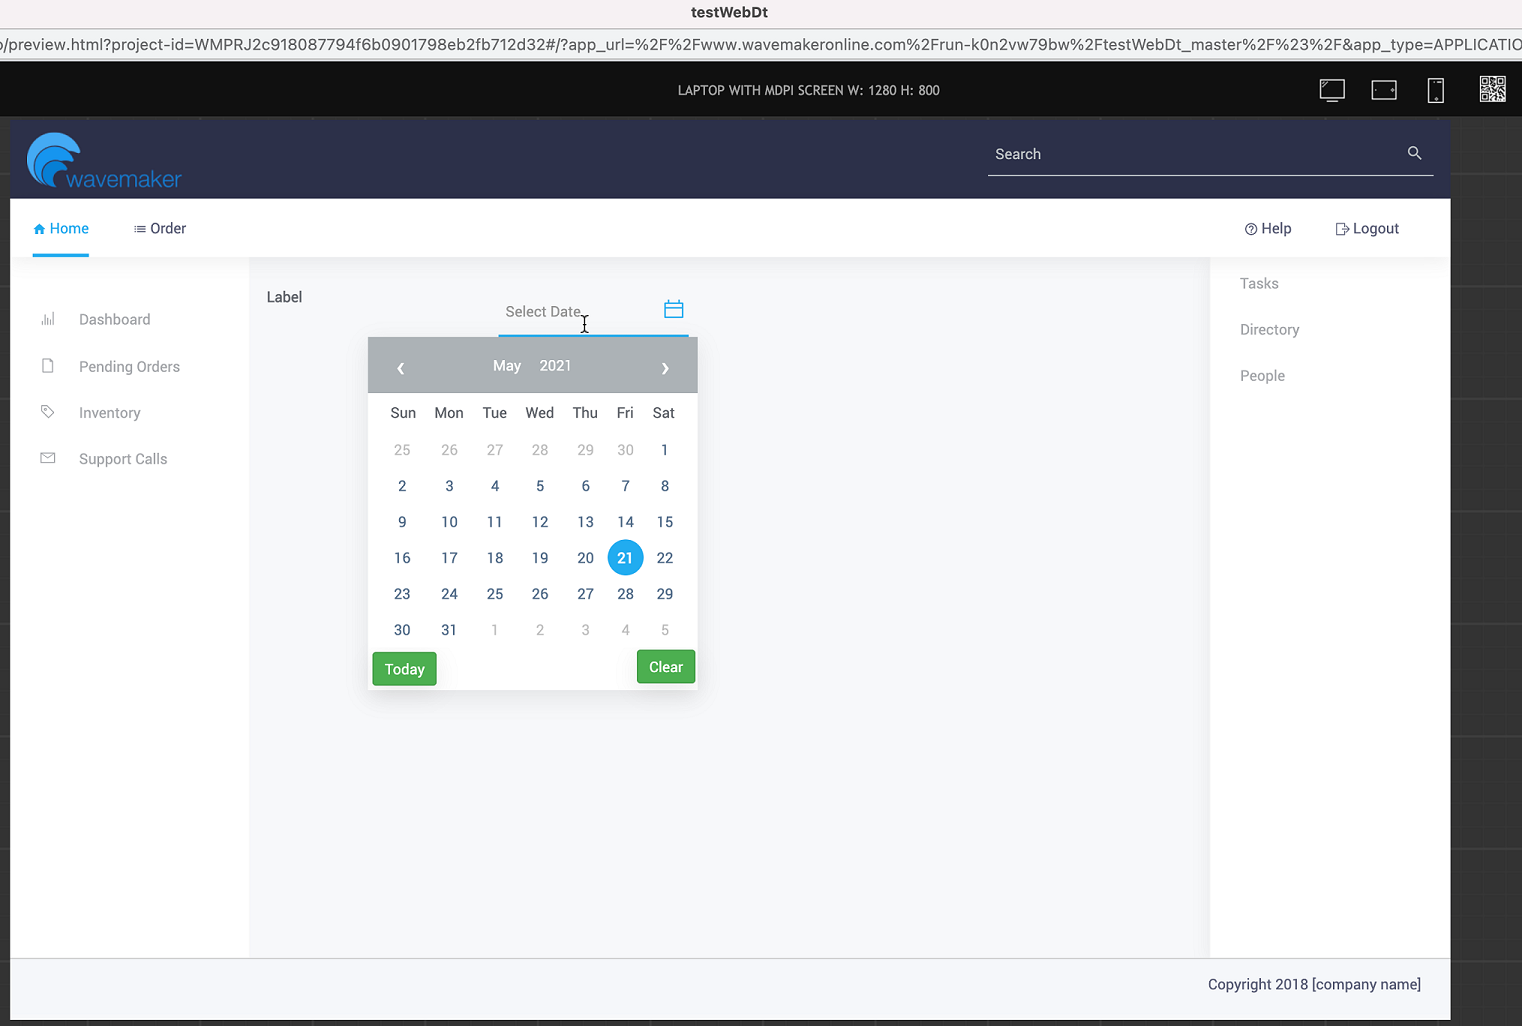 testWebDt
o/preview.html?project-id=WMPRJ2c918087794f6b0901798eb2fb712d32#/?app_url=%2F%2Fwww.wavemakeronline.com%2Frun-k0n2vw79bw%2FtestWebDt_master%2F%23%2F&app_type=APPLICATIO
LAPTOP WITH MDPI SCREEN W: 1280 H: 800
wavemaker
Search
Home
Order
Help
Logout
Dashboard
Pending Orders
Inventory
Support Calls
Label
Select Date
‹ May 2021 ›
Sun Mon Tue Wed Thu Fri Sat
25 26 27 28 29 30 1
2 3 4 5 6 7 8
9 10 11 12 13 14 15
16 17 18 19 20 21 22
23 24 25 26 27 28 29
30 31 1 2 3 4 5
Today
Clear
Tasks
Directory
People
Copyright 2018 [company name]